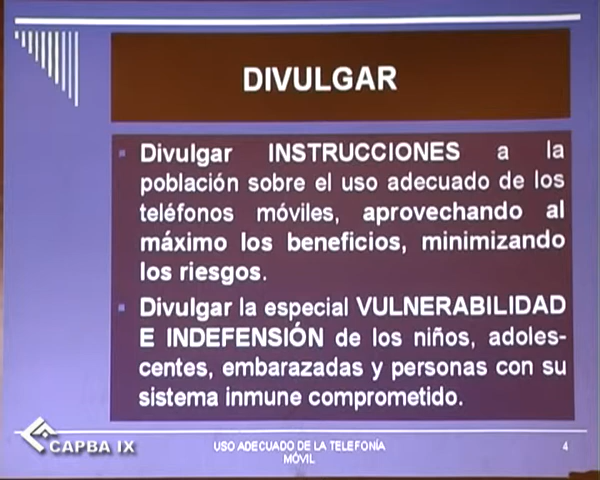 DIVULGAR
Divulgar INSTRUCCIONES a la
población sobre el uso adecuado de los
teléfonos móviles, aprovechando al
máximo los beneficios, minimizando
los riesgos.
Divulgar la especial VULNERABILIDAD
E INDEFENSIÓN de los niños, adoles-
centes, embarazadas y personas con su
sistema inmune comprometido.
CAPBA IX
USO ADECUADO DE LA TELEFONÍA
MÓVIL
4